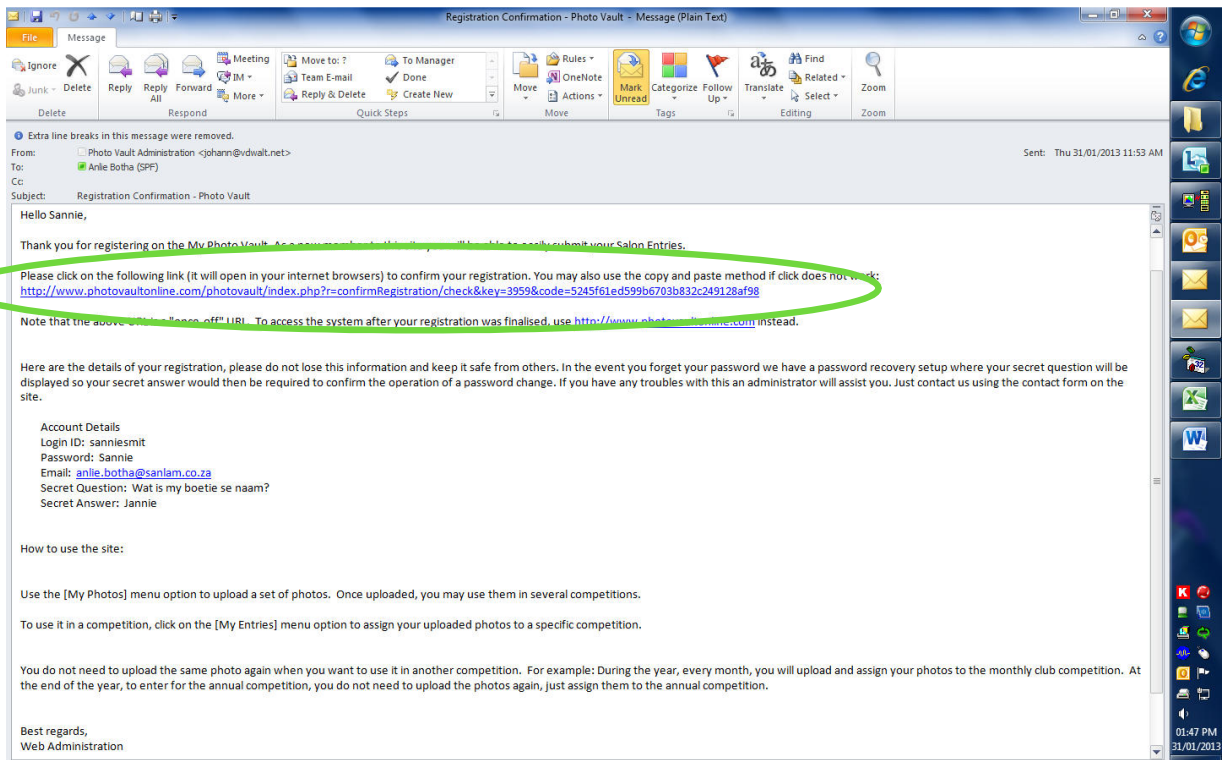 Registration Confirmation - Photo Vault - Message (Plain Text)
File Message
Ignore
Junk
Delete
Reply
Reply All
Forward
Meeting
IM
More
Move to: ?
Team E-mail
Reply & Delete
To Manager
Done
Create New
Move
Rules
OneNote
Actions
Mark Unread
Categorize
Follow Up
Translate
Find
Related
Select
Zoom
Delete Respond Quick Steps Move Tags Editing Zoom
Extra line breaks in this message were removed.
From: Photo Vault Administration <johann@vdwalt.net> Sent: Thu 31/01/2013 11:53 AM
To: Anlie Botha (SPF)
Cc:
Subject: Registration Confirmation - Photo Vault
Hello Sannie,
Thank you for registering on the My Photo Vault. As a new member to this site you will be able to easily submit your Salon Entries.
Please click on the following link (it will open in your internet browsers) to confirm your registration. You may also use the copy and paste method if click does not work:
http://www.photovaultonline.com/photovault/index.php?r=confirmRegistration/check&key=3959&code=5245f61ed599b6703b832c249128af98
Note that the above URL is a "once-off" URL. To access the system after your registration was finalised, use http://www.photovaultonline.com instead.
Here are the details of your registration, please do not lose this information and keep it safe from others. In the event you forget your password we have a password recovery setup where your secret question will be
displayed so your secret answer would then be required to confirm the operation of a password change. If you have any troubles with this an administrator will assist you. Just contact us using the contact form on the
site.
Account Details
Login ID: sanniesmit
Password: Sannie
Email: anlie.botha@sanlam.co.za
Secret Question: Wat is my boetie se naam?
Secret Answer: Jannie
How to use the site:
Use the [My Photos] menu option to upload a set of photos. Once uploaded, you may use them in several competitions.
To use it in a competition, click on the [My Entries] menu option to assign your uploaded photos to a specific competition.
You do not need to upload the same photo again when you want to use it in another competition. For example: During the year, every month, you will upload and assign your photos to the monthly club competition. At
the end of the year, to enter for the annual competition, you do not need to upload the photos again, just assign them to the annual competition.
Best regards,
Web Administration
01:47 PM
31/01/2013